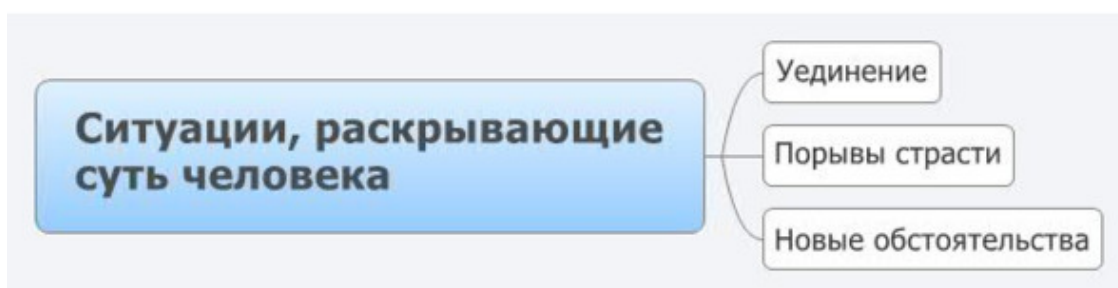 Ситуации, раскрывающие
суть человека
Уединение
Порывы страсти
Новые обстоятельства